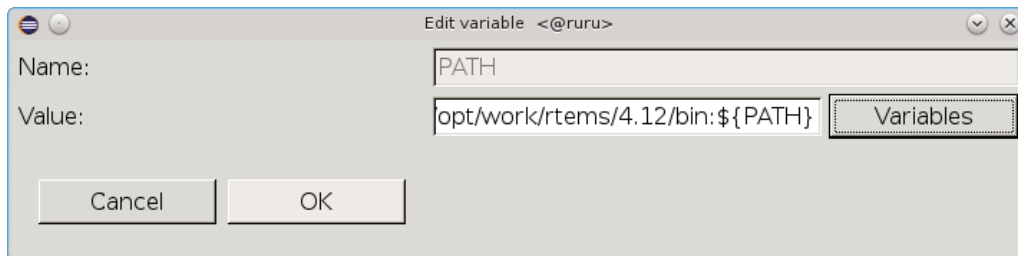 Edit variable <@ruru>
Name: PATH
Value: /opt/work/rtems/4.12/bin:${PATH} Variables
Cancel OK